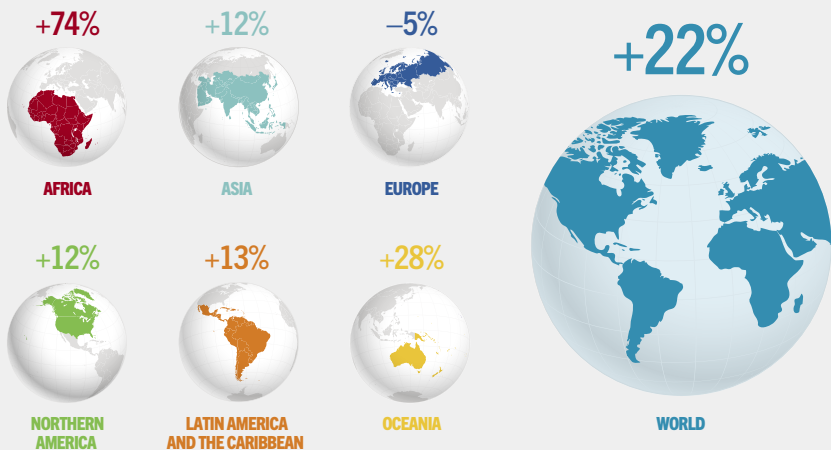 +74%
AFRICA
+12%
ASIA
–5%
EUROPE
+12%
NORTHERN
AMERICA
+13%
LATIN AMERICA
AND THE CARIBBEAN
+28%
OCEANIA
+22%
WORLD